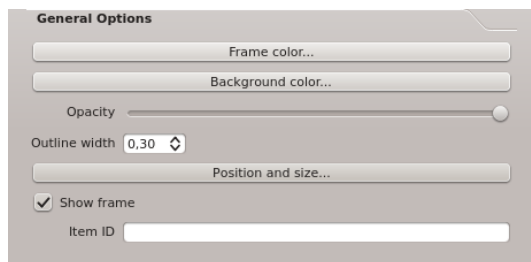 General Options
Frame color...
Background color...
Opacity
Outline width 0,30
Position and size...
Show frame
Item ID